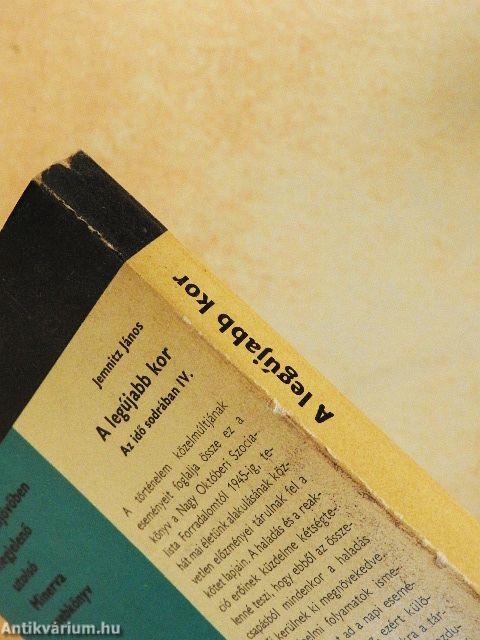 A legújabb kor
Jemnitz János
A legújabb kor
Az idő sodrában IV.
A történelem közelmúltjának
eseményeit foglalja össze ez a
könyv a Nagy Októberi Szocia-
lista Forradalomtól 1945-ig, te-
hát mai életünk alakulásának köz-
vetlen előzményei tárulnak fel a
kötet lapjain. A haladás és a reak-
ció erőinek küzdelme kétségte-
lenné teszi, hogy ebből az össze-
csapásból mindenkor a haladás
kerülnek ki megnövekedve.
folyamatok isme-
ad a napi esemé-
ezért külö-
a tár-
Minerva
Antikvárium.hu